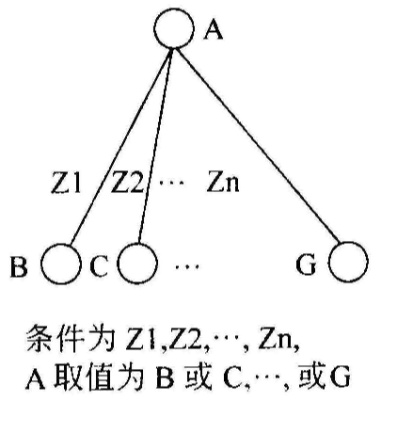 A
Z1 Z2 ··· Zn
B C ··· G
条件为 Z1,Z2,···, Zn,
A 取值为 B 或 C,···, 或G